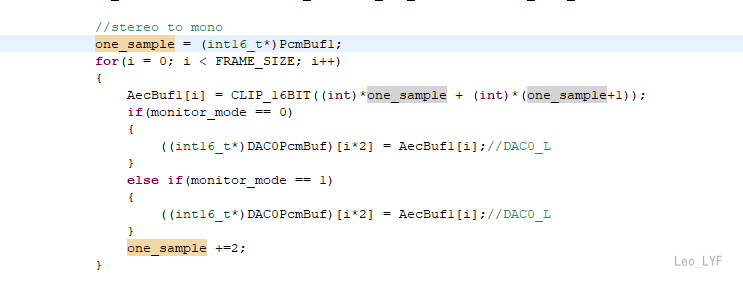 //stereo to mono
one_sample = (int16_t*)PcmBuf1;
for(i = 0; i < FRAME_SIZE; i++)
{
AecBuf1[i] = CLIP_16BIT((int)*one_sample + (int)*(one_sample+1));
if(monitor_mode == 0)
{
((int16_t*)DAC0PcmBuf)[i*2] = AecBuf1[i];//DAC0_L
}
else if(monitor_mode == 1)
{
((int16_t*)DAC0PcmBuf)[i*2] = AecBuf1[i];//DAC0_L
}
one_sample +=2;
}
Leo_LYF